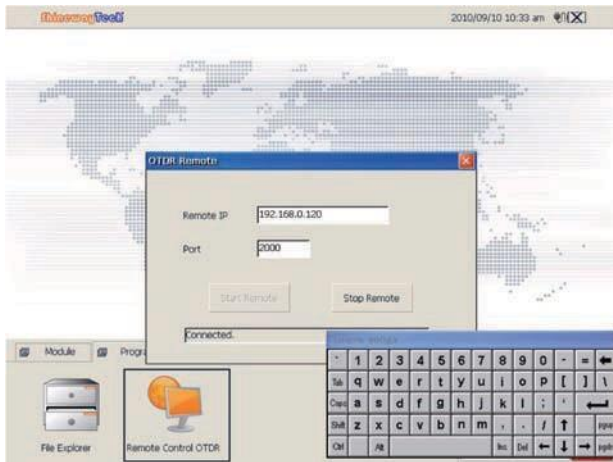 ShinewayTech
2010/09/10 10:33 am
OTDR Remote
Remote IP 192.168.0.120
Port 2000
Start Remote Stop Remote
Connected.
Module
` 1 2 3 4 5 6 7 8 9 0 - = ←
Tab q w e r t y u i o p [ ] \
Caps a s d f g h j k l ; '
Shift z x c v b n m , . / ↑
Ctrl Alt Ins Del ← ↓ →
File Explorer Remote Control OTDR